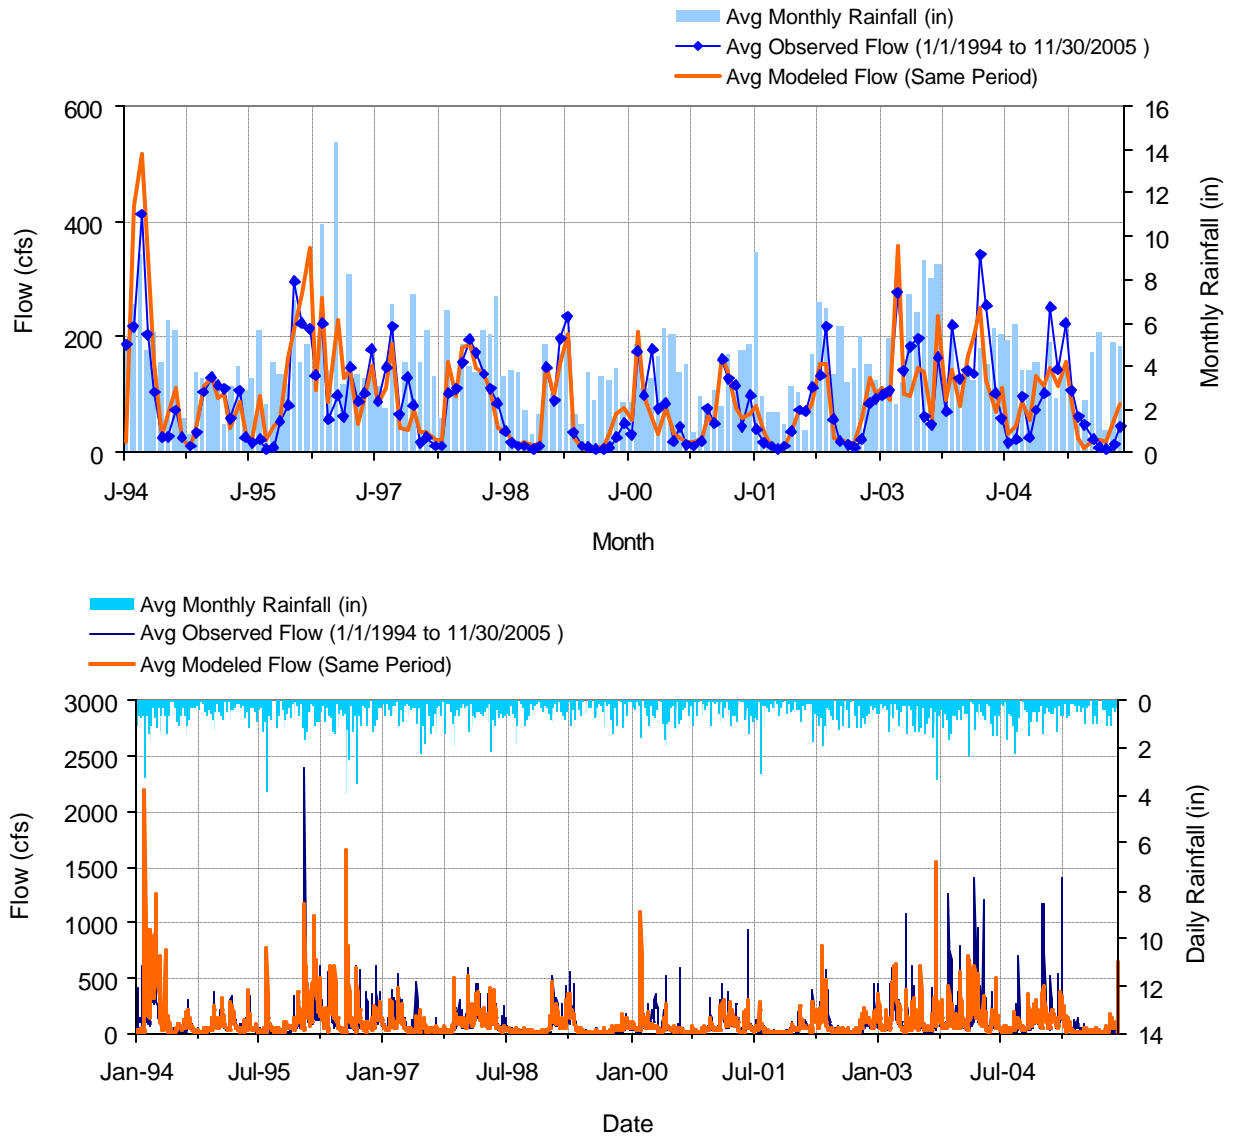 Avg Monthly Rainfall (in)
Avg Observed Flow (1/1/1994 to 11/30/2005 )
Avg Modeled Flow (Same Period)
600
400
200
0
Flow (cfs)
16
14
12
10
8
6
4
2
0
Monthly Rainfall (in)
J-94
J-95
J-97
J-98
J-00
J-01
J-03
J-04
Month
Avg Monthly Rainfall (in)
Avg Observed Flow (1/1/1994 to 11/30/2005 )
Avg Modeled Flow (Same Period)
3000
2500
2000
1500
1000
500
0
Flow (cfs)
0
2
4
6
8
10
12
14
Daily Rainfall (in)
Jan-94
Jul-95
Jan-97
Jul-98
Jan-00
Jul-01
Jan-03
Jul-04
Date